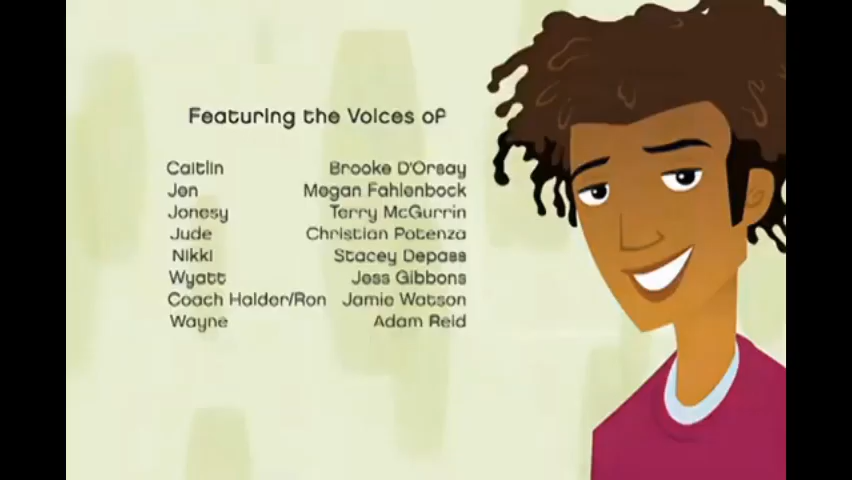 Featuring the Voices of
Caitlin Brooke D'Orsay
Jen Megan Fahlenbock
Jonesy Terry McGurrin
Jude Christian Potenza
Nikki Stacey Depass
Wyatt Jess Gibbons
Coach Halder/Ron Jamie Watson
Wayne Adam Reid